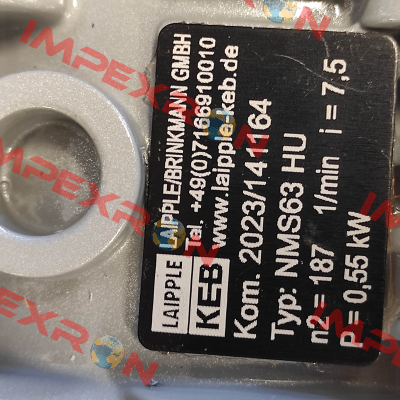 LAIPPLE KEB
LAIPPLE/BRINKMANN GMBH
Tel. +49(0)7166910010
www.laipple-keb.de
Kom. 2023/141164
Typ: NMS63 HU
n2 = 187 1/min i = 7,5
P = 0,55 kW
IMPEXRON
IMPEXRON
IMPEXRON